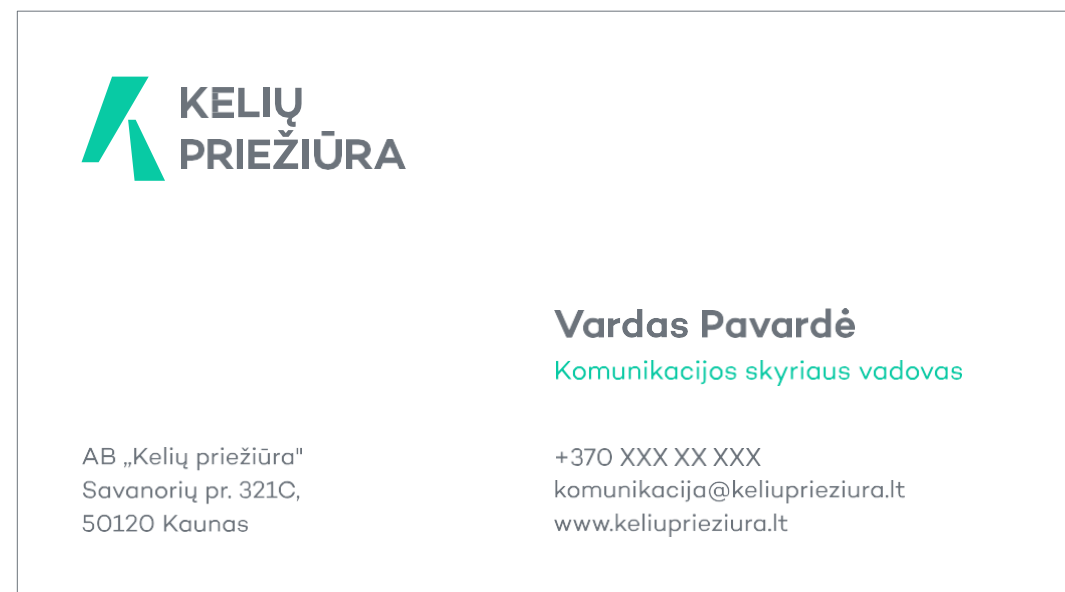 KELIŲ
PRIEŽIŪRA
Vardas Pavardė
Komunikacijos skyriaus vadovas
AB „Kelių priežiūra"
Savanorių pr. 321C,
50120 Kaunas
+370 XXX XX XXX
komunikacija@keliuprieziura.lt
www.keliuprieziura.lt